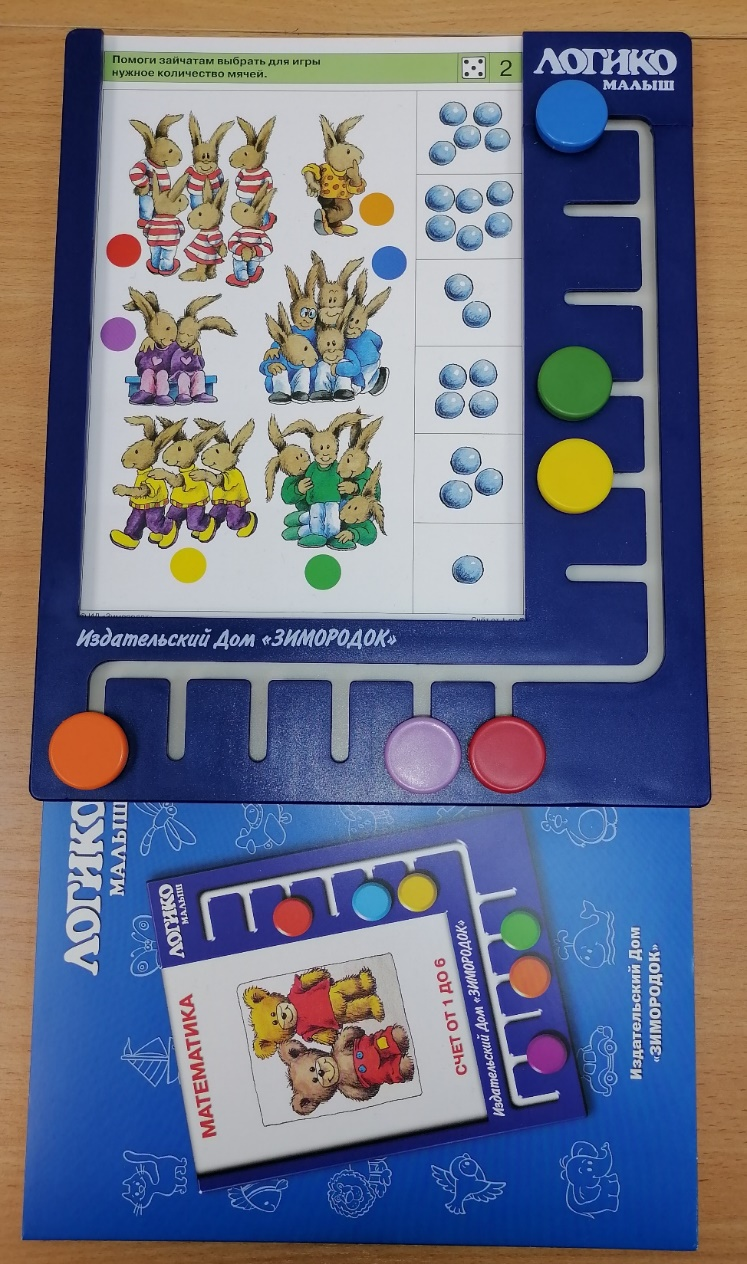 Помоги зайчатам выбрать для игры
нужное количество мячей.
2
ЛОГИКО
МАЛЫШ
Издательский Дом «ЗИМОРОДОК»
ЛОГИКО
МАЛЫШ
ЛОГИКО
МАЛЫШ
МАТЕМАТИКА
СЧЕТ ОТ 1 ДО 6
Издательский Дом «ЗИМОРОДОК»
Издательский Дом
«ЗИМОРОДОК»